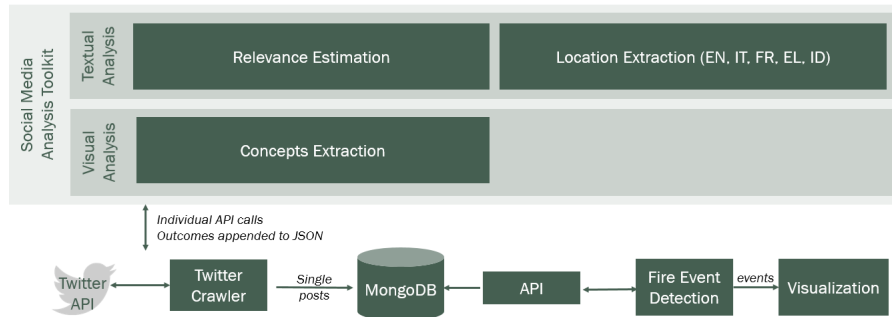 Social Media
Analysis Toolkit
Textual
Analysis
Relevance Estimation
Location Extraction (EN, IT, FR, EL, ID)
Visual
Analysis
Concepts Extraction
Individual API calls
Outcomes appended to JSON
Twitter
API
Twitter
Crawler
Single
posts
MongoDB
API
Fire Event
Detection
events
Visualization